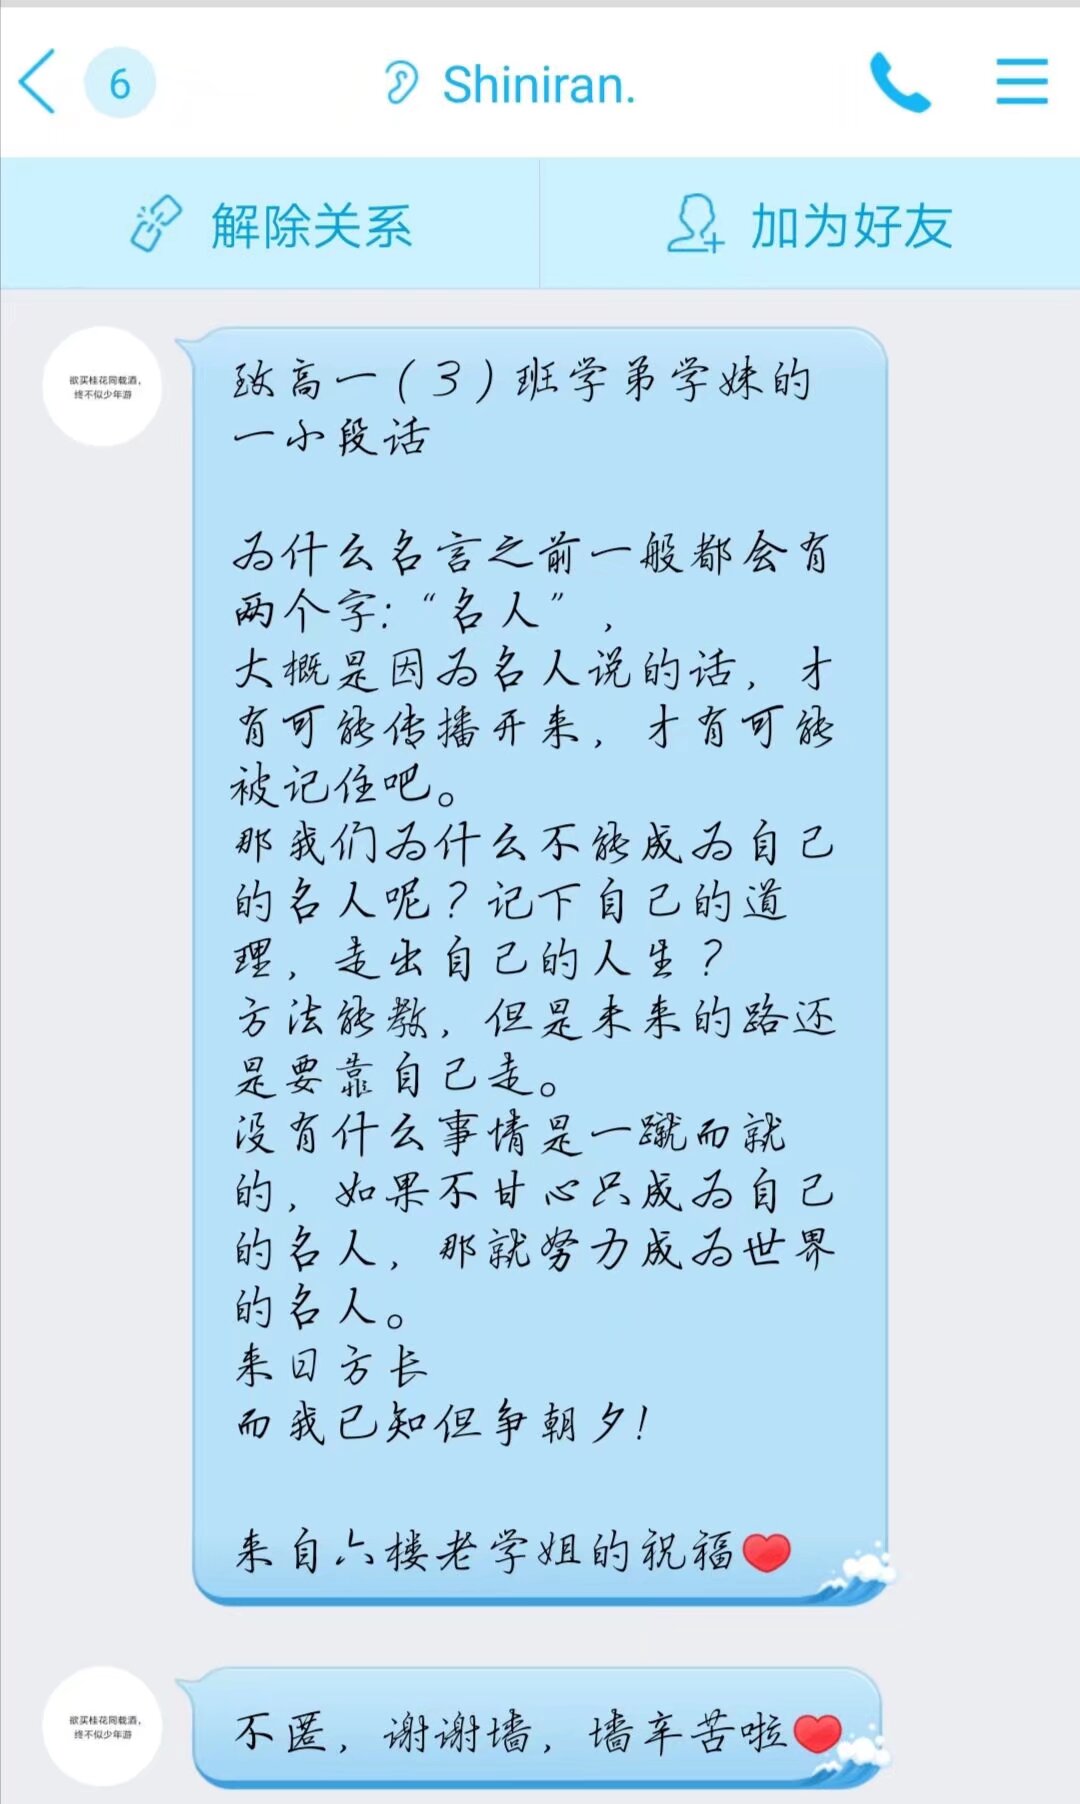 6
Shiniran.
解除关系
加为好友
欲买桂花同载酒，
终不似少年游
致高一（3）班学弟学妹的
一小段话
为什么名言之前一般都会有
两个字:“名人”，
大概是因为名人说的话，才
有可能传播开来，才有可能
被记住吧。
那我们为什么不能成为自己
的名人呢？记下自己的道
理，走出自己的人生？
方法能教，但是未来的路还
是要靠自己走。
没有什么事情是一蹴而就
的，如果不甘心只成为自己
的名人，那就努力成为世界
的名人。
来日方长
而我已知但争朝夕！
来自六楼老学姐的祝福❤
欲买桂花同载酒，
终不似少年游
不匿，谢谢墙，墙辛苦啦❤